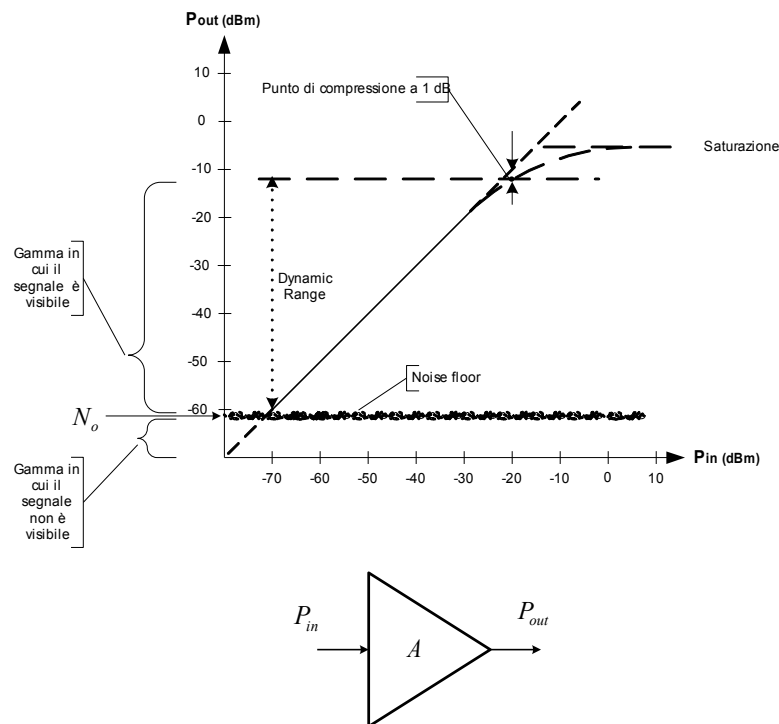 Pout (dBm)
10
0
-10
-20
-30
-40
-50
-60
Punto di compressione a 1 dB
Saturazione
Gamma in
cui il
segnale è
visibile
Dynamic
Range
Noise floor
No
Gamma in
cui il
segnale
non è
visibile
-70
-60
-50
-40
-30
-20
-10
0
10
Pin (dBm)
Pin
A
Pout